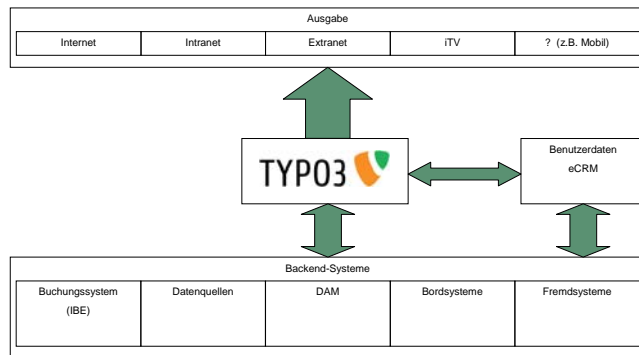 Ausgabe
Internet
Intranet
Extranet
iTV
? (z.B. Mobil)
TYPO3
Benutzerdaten
eCRM
Backend-Systeme
Buchungssystem
(IBE)
Datenquellen
DAM
Bordsysteme
Fremdsysteme